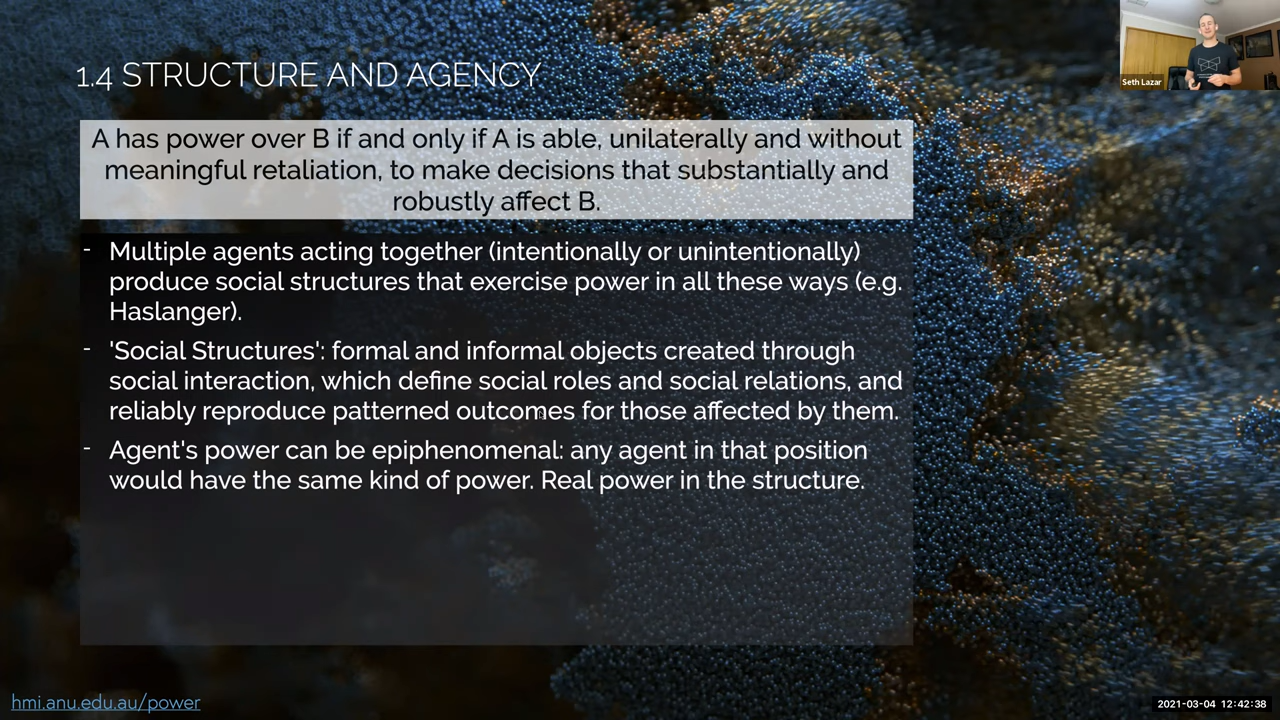 Seth Lazar
1.4 STRUCTURE AND AGENCY
A has power over B if and only if A is able, unilaterally and without
meaningful retaliation, to make decisions that substantially and
robustly affect B.
- Multiple agents acting together (intentionally or unintentionally)
produce social structures that exercise power in all these ways (e.g.
Haslanger).
- 'Social Structures': formal and informal objects created through
social interaction, which define social roles and social relations, and
reliably reproduce patterned outcomes for those affected by them.
- Agent's power can be epiphenomenal: any agent in that position
would have the same kind of power. Real power in the structure.
hmi.anu.edu.au/power
2021-03-04 12:42:38